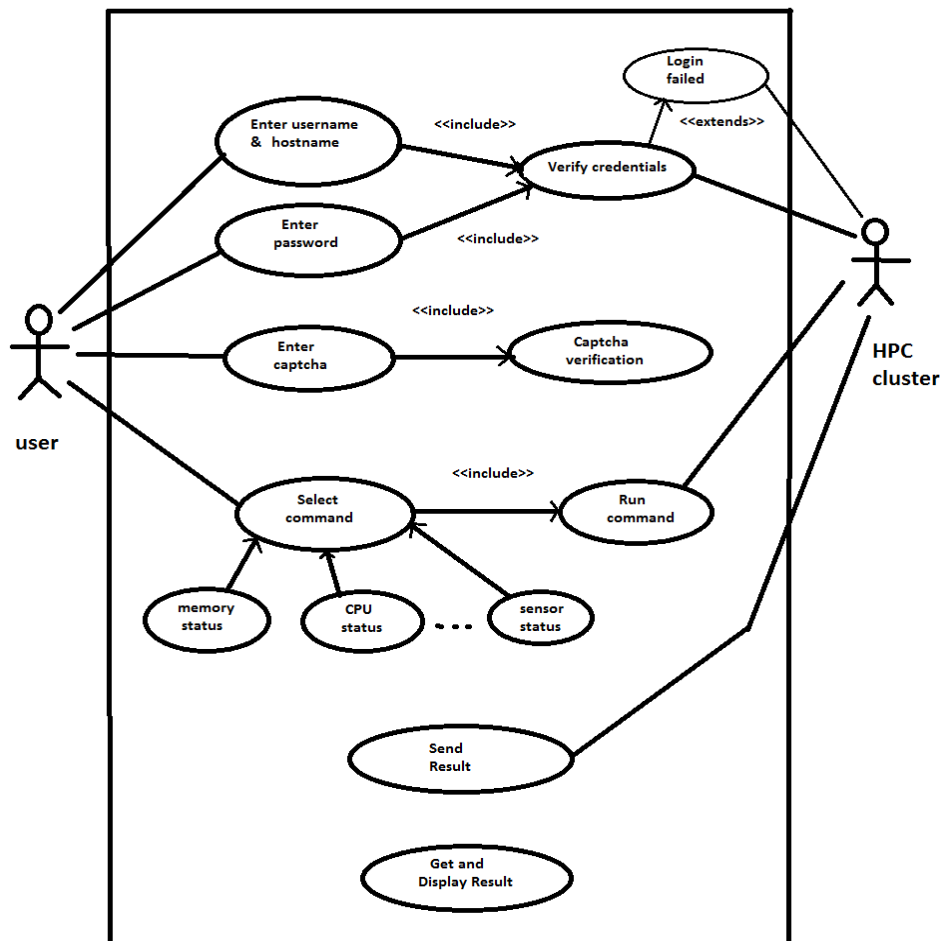 Login
failed
Enter username
& hostname
<<include>>
<<extends>>
Verify credentials
Enter
password
<<include>>
<<include>>
Enter
captcha
Captcha
verification
HPC
cluster
user
<<include>>
Select
command
Run
command
memory
status
CPU
status
....
sensor
status
Send
Result
Get and
Display Result